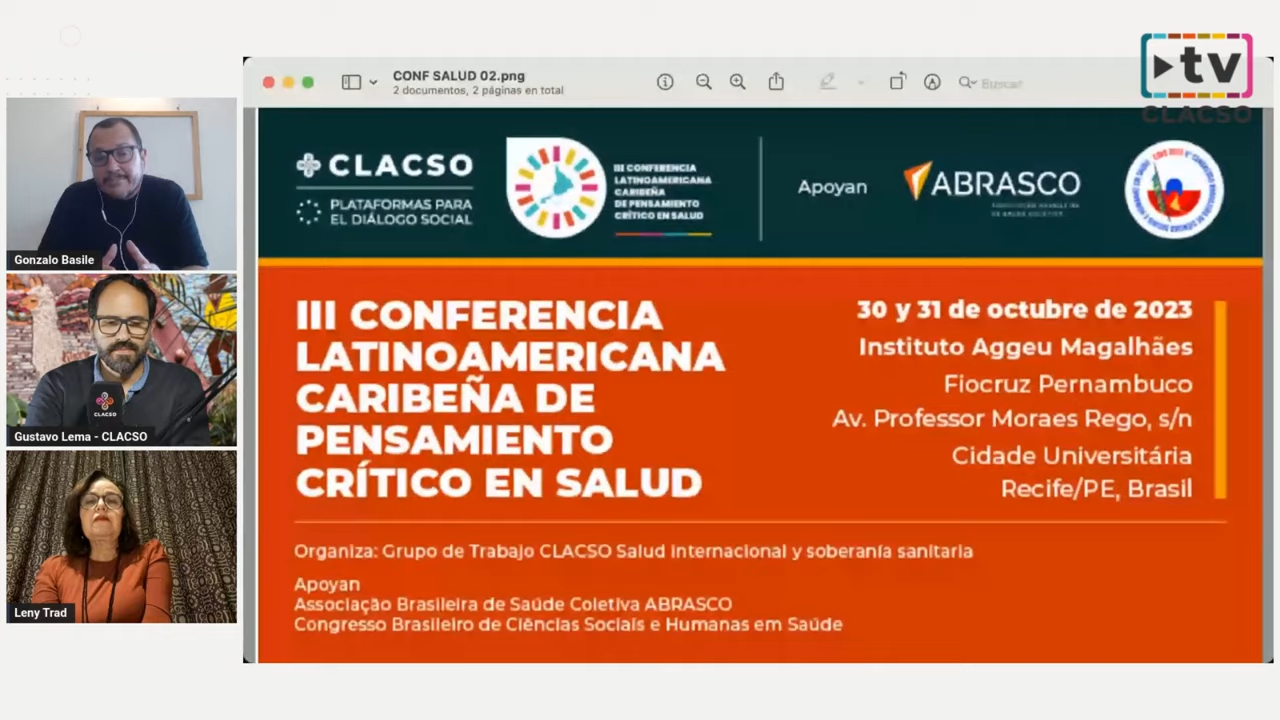 tv
CLACSO
CONF SALUD 02.png
2 documentos, 2 páginas en total
Buscar
CLACSO
PLATAFORMAS PARA
EL DIÁLOGO SOCIAL
III CONFERENCIA
LATINOAMERICANA
CARIBEÑA
DE PENSAMIENTO
CRÍTICO EN SALUD
Apoyan
ABRASCO
III CONFERENCIA
LATINOAMERICANA
CARIBEÑA DE
PENSAMIENTO
CRÍTICO EN SALUD
30 y 31 de octubre de 2023
Instituto Aggeu Magalhães
Fiocruz Pernambuco
Av. Professor Moraes Rego, s/n
Cidade Universitária
Recife/PE, Brasil
Organiza: Grupo de Trabajo CLACSO Salud internacional y soberanía sanitaria
Apoyan
Associação Brasileira de Saúde Coletiva ABRASCO
Congresso Brasileiro de Ciências Sociais e Humanas em Saúde
Gonzalo Basile
CLACSO
Gustavo Lema - CLACSO
Leny Trad